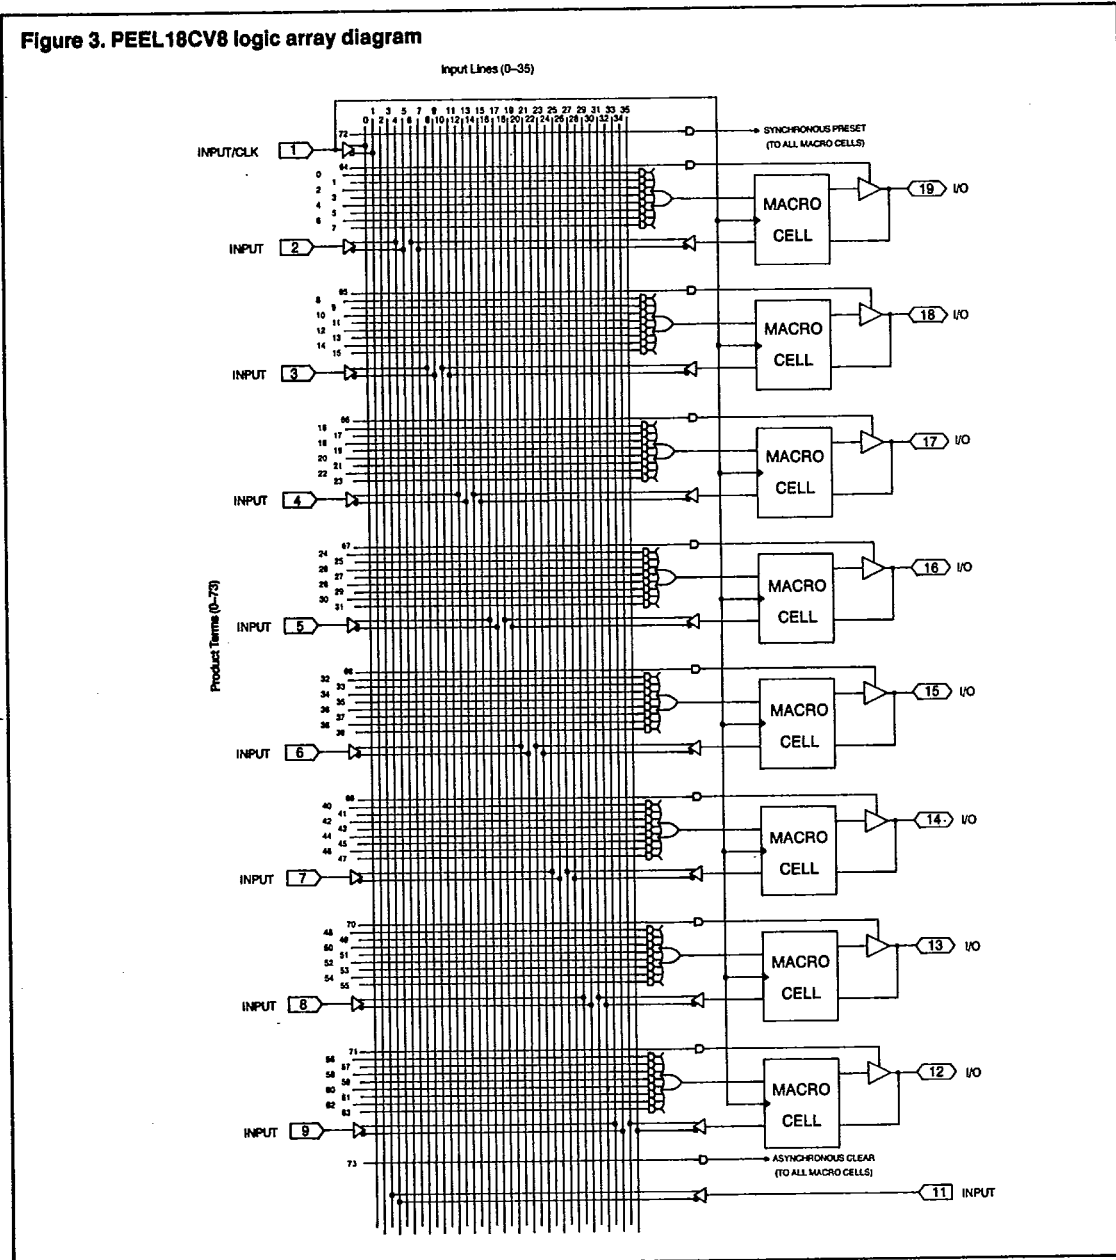 Figure 3. PEEL18CV8 logic array diagram
Input Lines (0–35)
1 3 5 7 9 11 13 15 17 19 21 23 25 27 29 31 33 35
0 2 4 6 8 10 12 14 16 18 20 22 24 26 28 30 32 34
72
SYNCHRONOUS PRESET
(TO ALL MACRO CELLS)
INPUT/CLK 1
64
0
1
2
3
4
5
6
7
MACRO
CELL
19 I/O
INPUT 2
65
8
9
10
11
12
13
14
15
MACRO
CELL
18 I/O
INPUT 3
66
16
17
18
19
20
21
22
23
MACRO
CELL
17 I/O
INPUT 4
67
24
25
26
27
28
29
30
31
MACRO
CELL
16 I/O
INPUT 5
Product Terms (0–73)
68
32
33
34
35
36
37
38
39
MACRO
CELL
15 I/O
INPUT 6
69
40
41
42
43
44
45
46
47
MACRO
CELL
14 I/O
INPUT 7
70
48
49
50
51
52
53
54
55
MACRO
CELL
13 I/O
INPUT 8
71
56
57
58
59
60
61
62
63
MACRO
CELL
12 I/O
INPUT 9
73
ASYNCHRONOUS CLEAR
(TO ALL MACRO CELLS)
11 INPUT